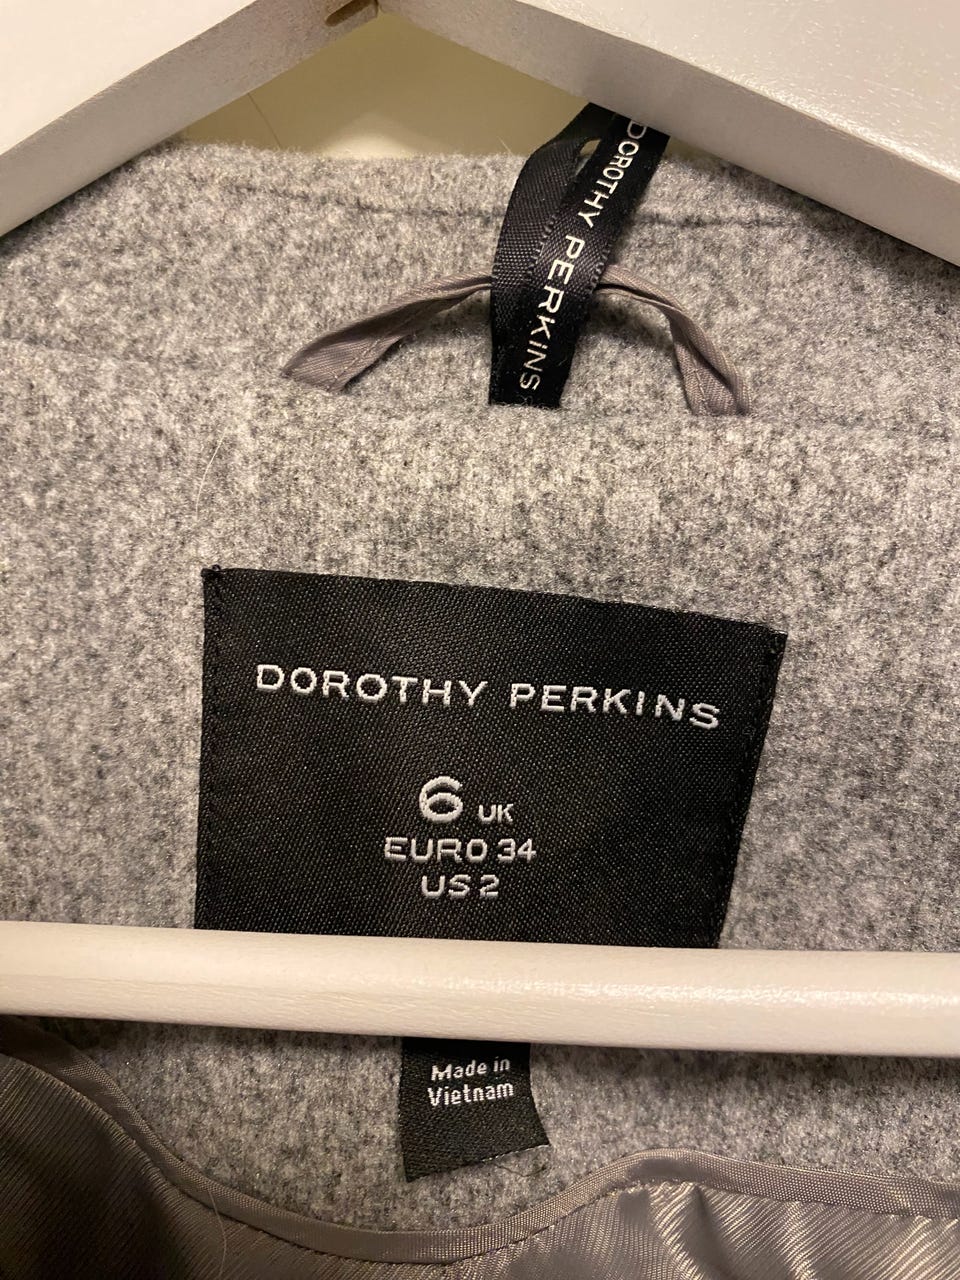 DOROTHY PERKINS
DOROTHY PERKINS
6 UK
EURO 34
US 2
Made in
Vietnam